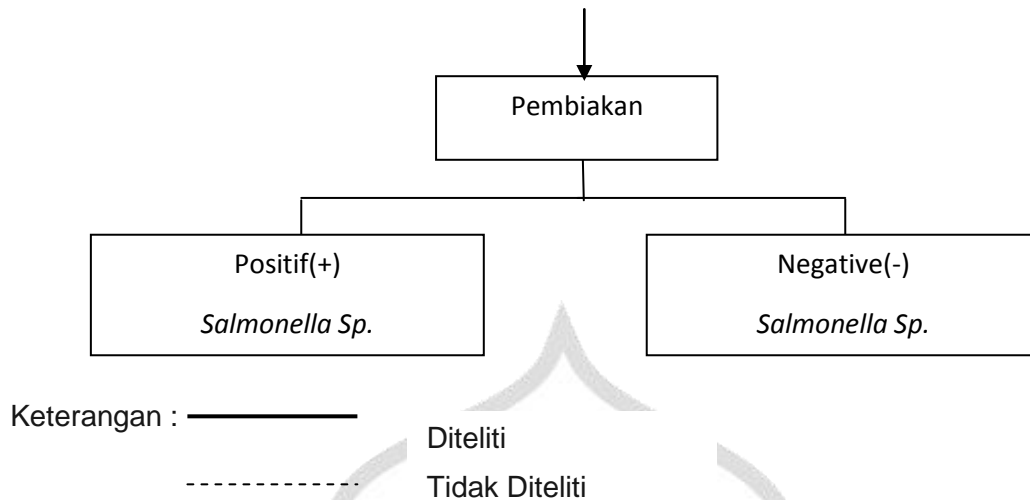 Pembiakan
Positif(+)
Salmonella Sp.
Negative(-)
Salmonella Sp.
Keterangan :
Diteliti
Tidak Diteliti